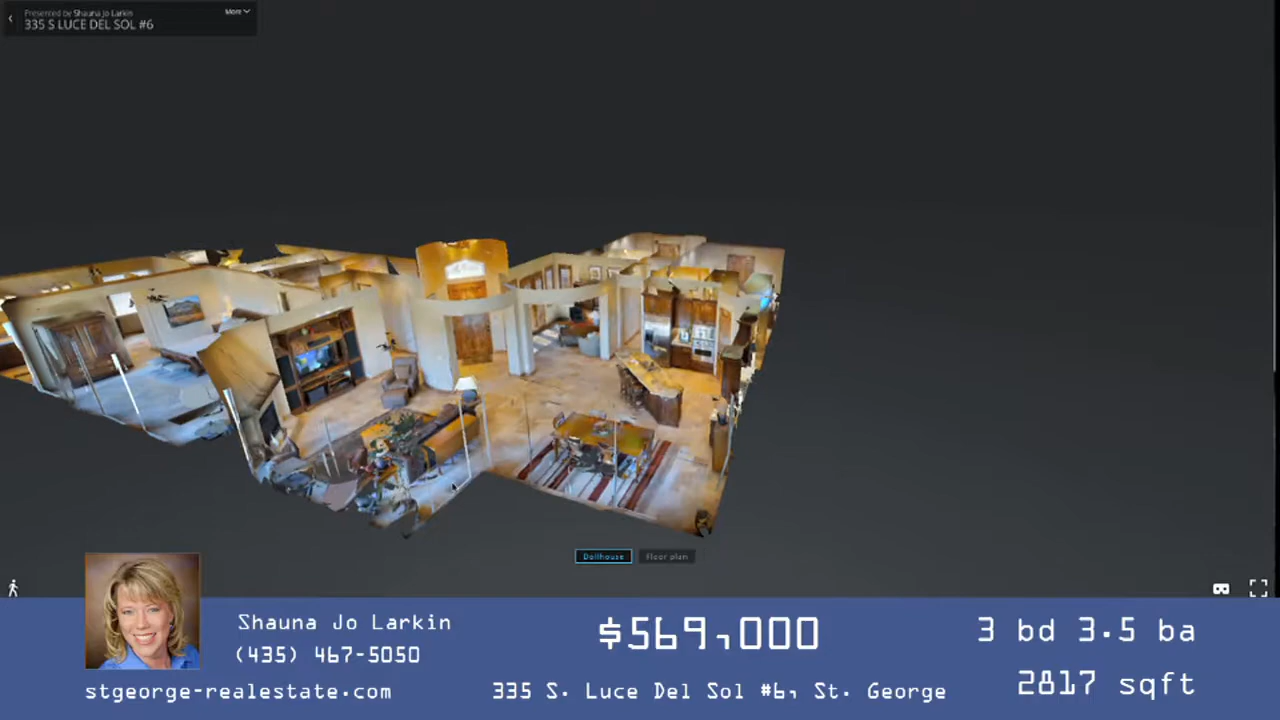 Presented by Shauna Jo Larkin
More
335 S LUCE DEL SOL #6
Dollhouse
Floor plan
Shauna Jo Larkin
(435) 467-5050
stgeorge-realestate.com
$569,000
335 S. Luce Del Sol #6, St. George
3 bd 3.5 ba
2817 sqft